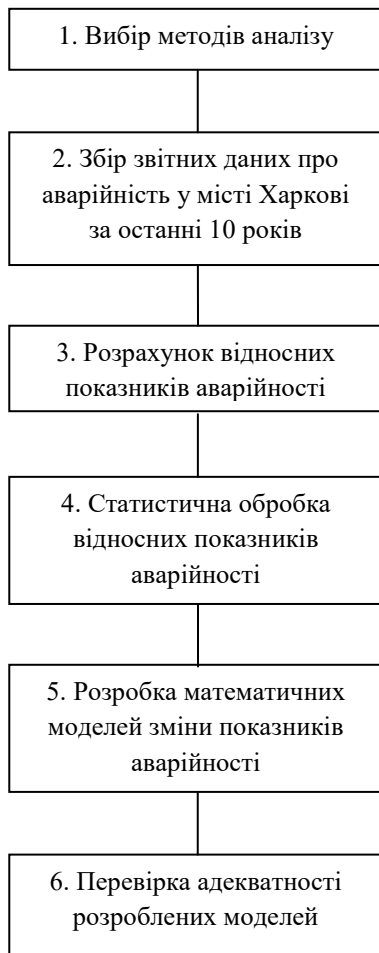 1. Вибір методів аналізу
2. Збір звітних даних про
аварійність у місті Харкові
за останні 10 років
3. Розрахунок відносних
показників аварійності
4. Статистична обробка
відносних показників
аварійності
5. Розробка математичних
моделей зміни показників
аварійності
6. Перевірка адекватності
розроблених моделей